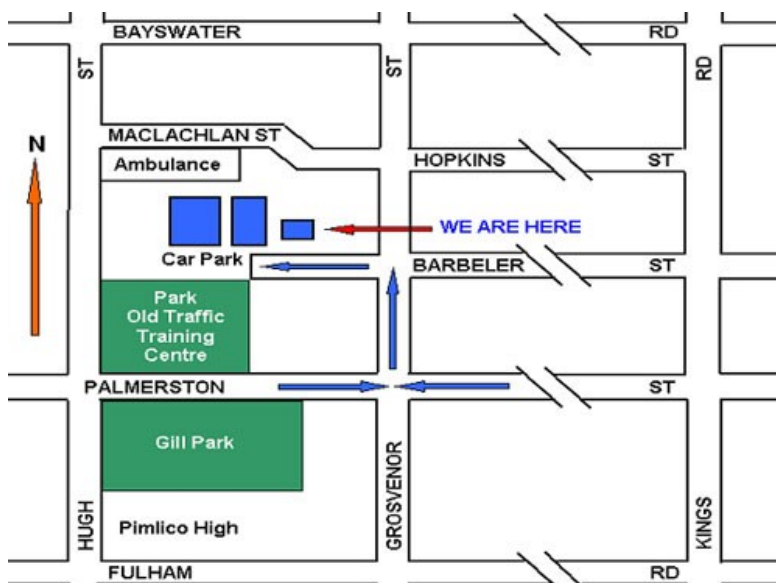 BAYSWATER RD
ST
ST
RD
MACLACHLAN ST
N
Ambulance
HOPKINS ST
WE ARE HERE
Car Park
BARBELER ST
Park
Old Traffic
Training
Centre
PALMERSTON ST
Gill Park
HUGH
GROSVENOR
KINGS
Pimlico High
FULHAM RD